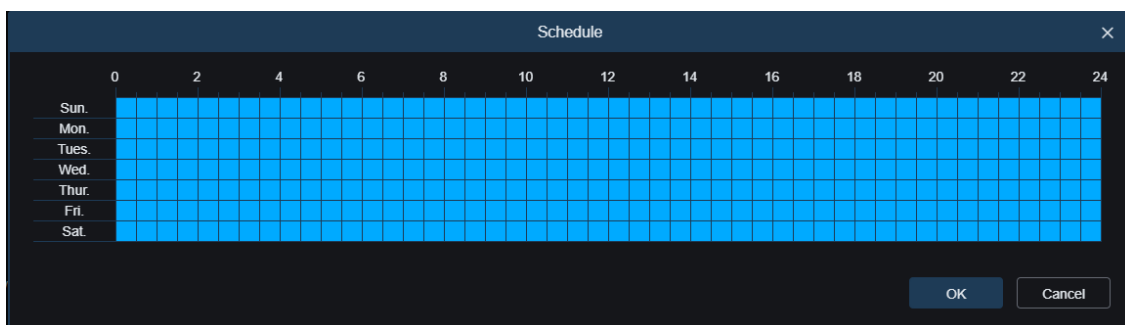 Schedule
0 2 4 6 8 10 12 14 16 18 20 22 24
Sun.
Mon.
Tues.
Wed.
Thur.
Fri.
Sat.
OK Cancel